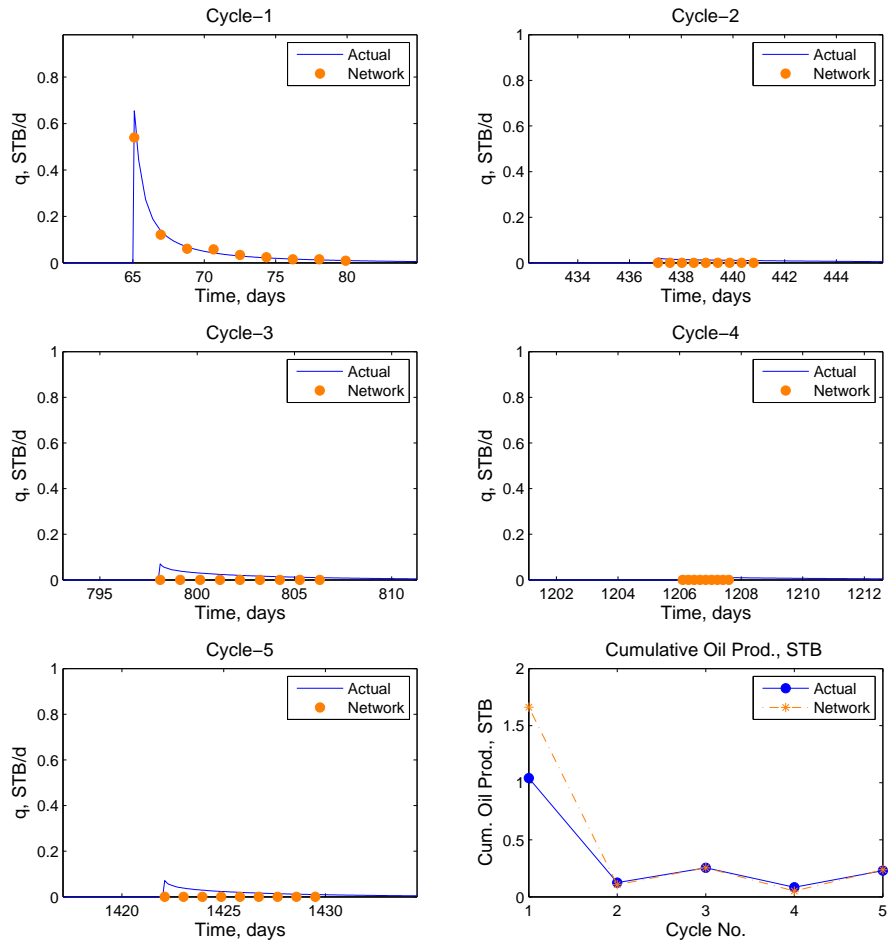 Cycle−1
Actual
Network
q, STB/d
0
0.2
0.4
0.6
0.8
65 70 75 80
Time, days
Cycle−2
Actual
Network
q, STB/d
0
0.2
0.4
0.6
0.8
1
434 436 438 440 442 444
Time, days
Cycle−3
Actual
Network
q, STB/d
0
0.2
0.4
0.6
0.8
1
795 800 805 810
Time, days
Cycle−4
Actual
Network
q, STB/d
0
0.2
0.4
0.6
0.8
1
1202 1204 1206 1208 1210 1212
Time, days
Cycle−5
Actual
Network
q, STB/d
0
0.2
0.4
0.6
0.8
1
1420 1425 1430
Time, days
Cumulative Oil Prod., STB
Actual
Network
Cum. Oil Prod., STB
0
0.5
1
1.5
2
1 2 3 4 5
Cycle No.